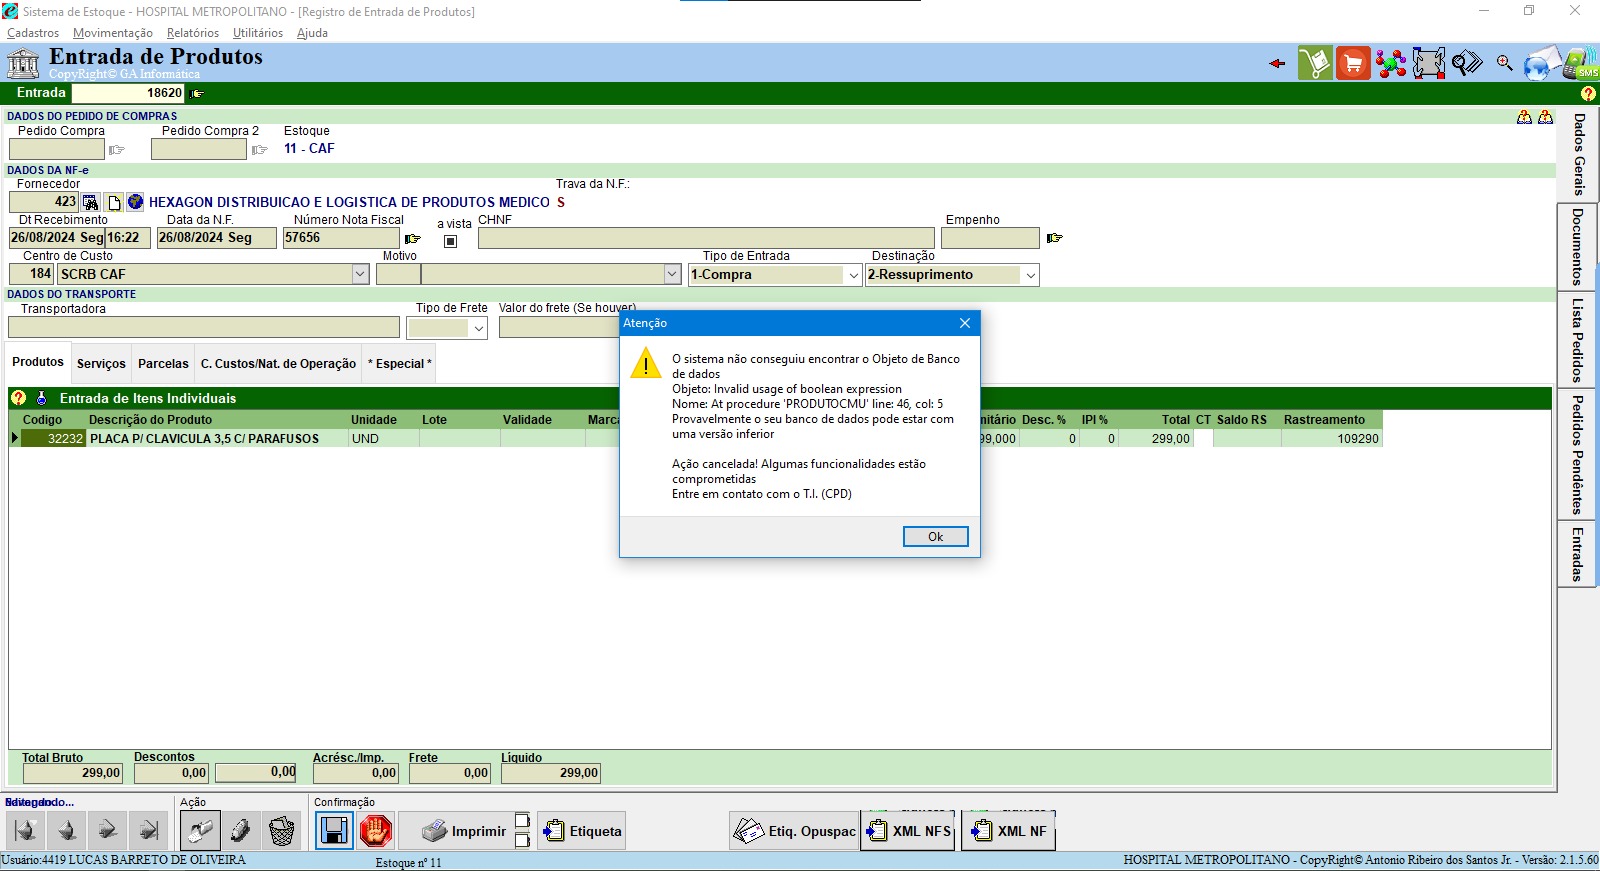 Sistema de Estoque - HOSPITAL METROPOLITANO - [Registro de Entrada de Produtos]
Cadastros Movimentação Relatórios Utilitários Ajuda
Entrada de Produtos
CopyRight© GA Informática
SMS
Entrada 18620
DADOS DO PEDIDO DE COMPRAS
Pedido Compra Pedido Compra 2 Estoque
11 - CAF
DADOS DA NF-e
Fornecedor Trava da N.F.:
423 HEXAGON DISTRIBUICAO E LOGISTICA DE PRODUTOS MEDICO S
Dt Recebimento Data da N.F. Número Nota Fiscal a vista CHNF Empenho
26/08/2024 Seg 16:22 26/08/2024 Seg 57656
Centro de Custo Motivo Tipo de Entrada Destinação
184 SCRB CAF 1-Compra 2-Ressuprimento
DADOS DO TRANSPORTE
Transportadora Tipo de Frete Valor do frete (Se houver)
Produtos Serviços Parcelas C. Custos/Nat. de Operação * Especial *
Entrada de Itens Individuais
Codigo Descrição do Produto Unidade Lote Validade Marca nitário Desc. % IPI % Total CT Saldo RS Rastreamento
32232 PLACA P/ CLAVICULA 3,5 C/ PARAFUSOS UND 99,000 0 0 299,00 109290
Atenção
O sistema não conseguiu encontrar o Objeto de Banco
de dados
Objeto: Invalid usage of boolean expression
Nome: At procedure 'PRODUTOCMU' line: 46, col: 5
Provavelmente o seu banco de dados pode estar com
uma versão inferior
Ação cancelada! Algumas funcionalidades estão
comprometidas
Entre em contato com o T.I. (CPD)
Ok
Dados Gerais
Documentos
Lista Pedidos
Pedidos Pendêntes
Entradas
Total Bruto Descontos Acrésc./Imp. Frete Líquido
299,00 0,00 0,00 0,00 0,00 299,00
Ação Confirmação
Imprimir Etiqueta Etiq. Opuspac XML NFS XML NF
Usuário:4419 LUCAS BARRETO DE OLIVEIRA Estoque nº 11 HOSPITAL METROPOLITANO - CopyRight© Antonio Ribeiro dos Santos Jr. - Versão: 2.1.5.60